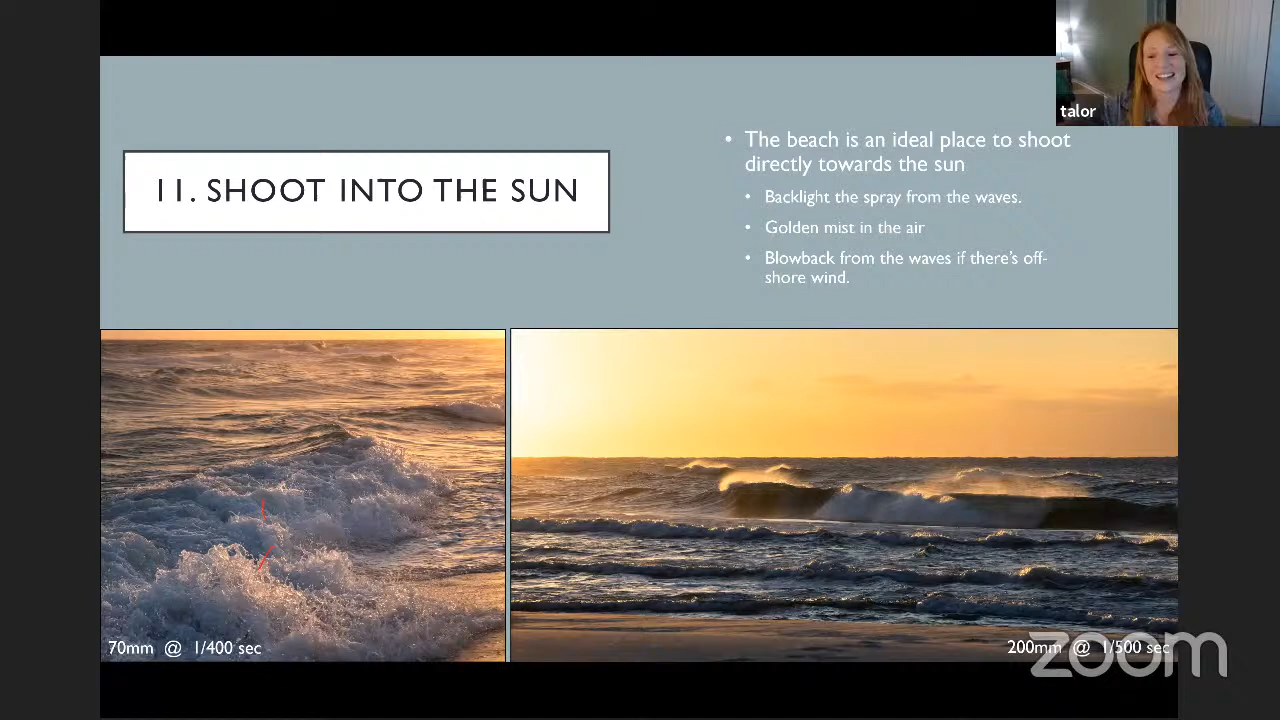 talor
11. SHOOT INTO THE SUN
• The beach is an ideal place to shoot
directly towards the sun
• Backlight the spray from the waves.
• Golden mist in the air
• Blowback from the waves if there's off-
shore wind.
70mm @ 1/400 sec
200mm @ 1/500 sec
zoom